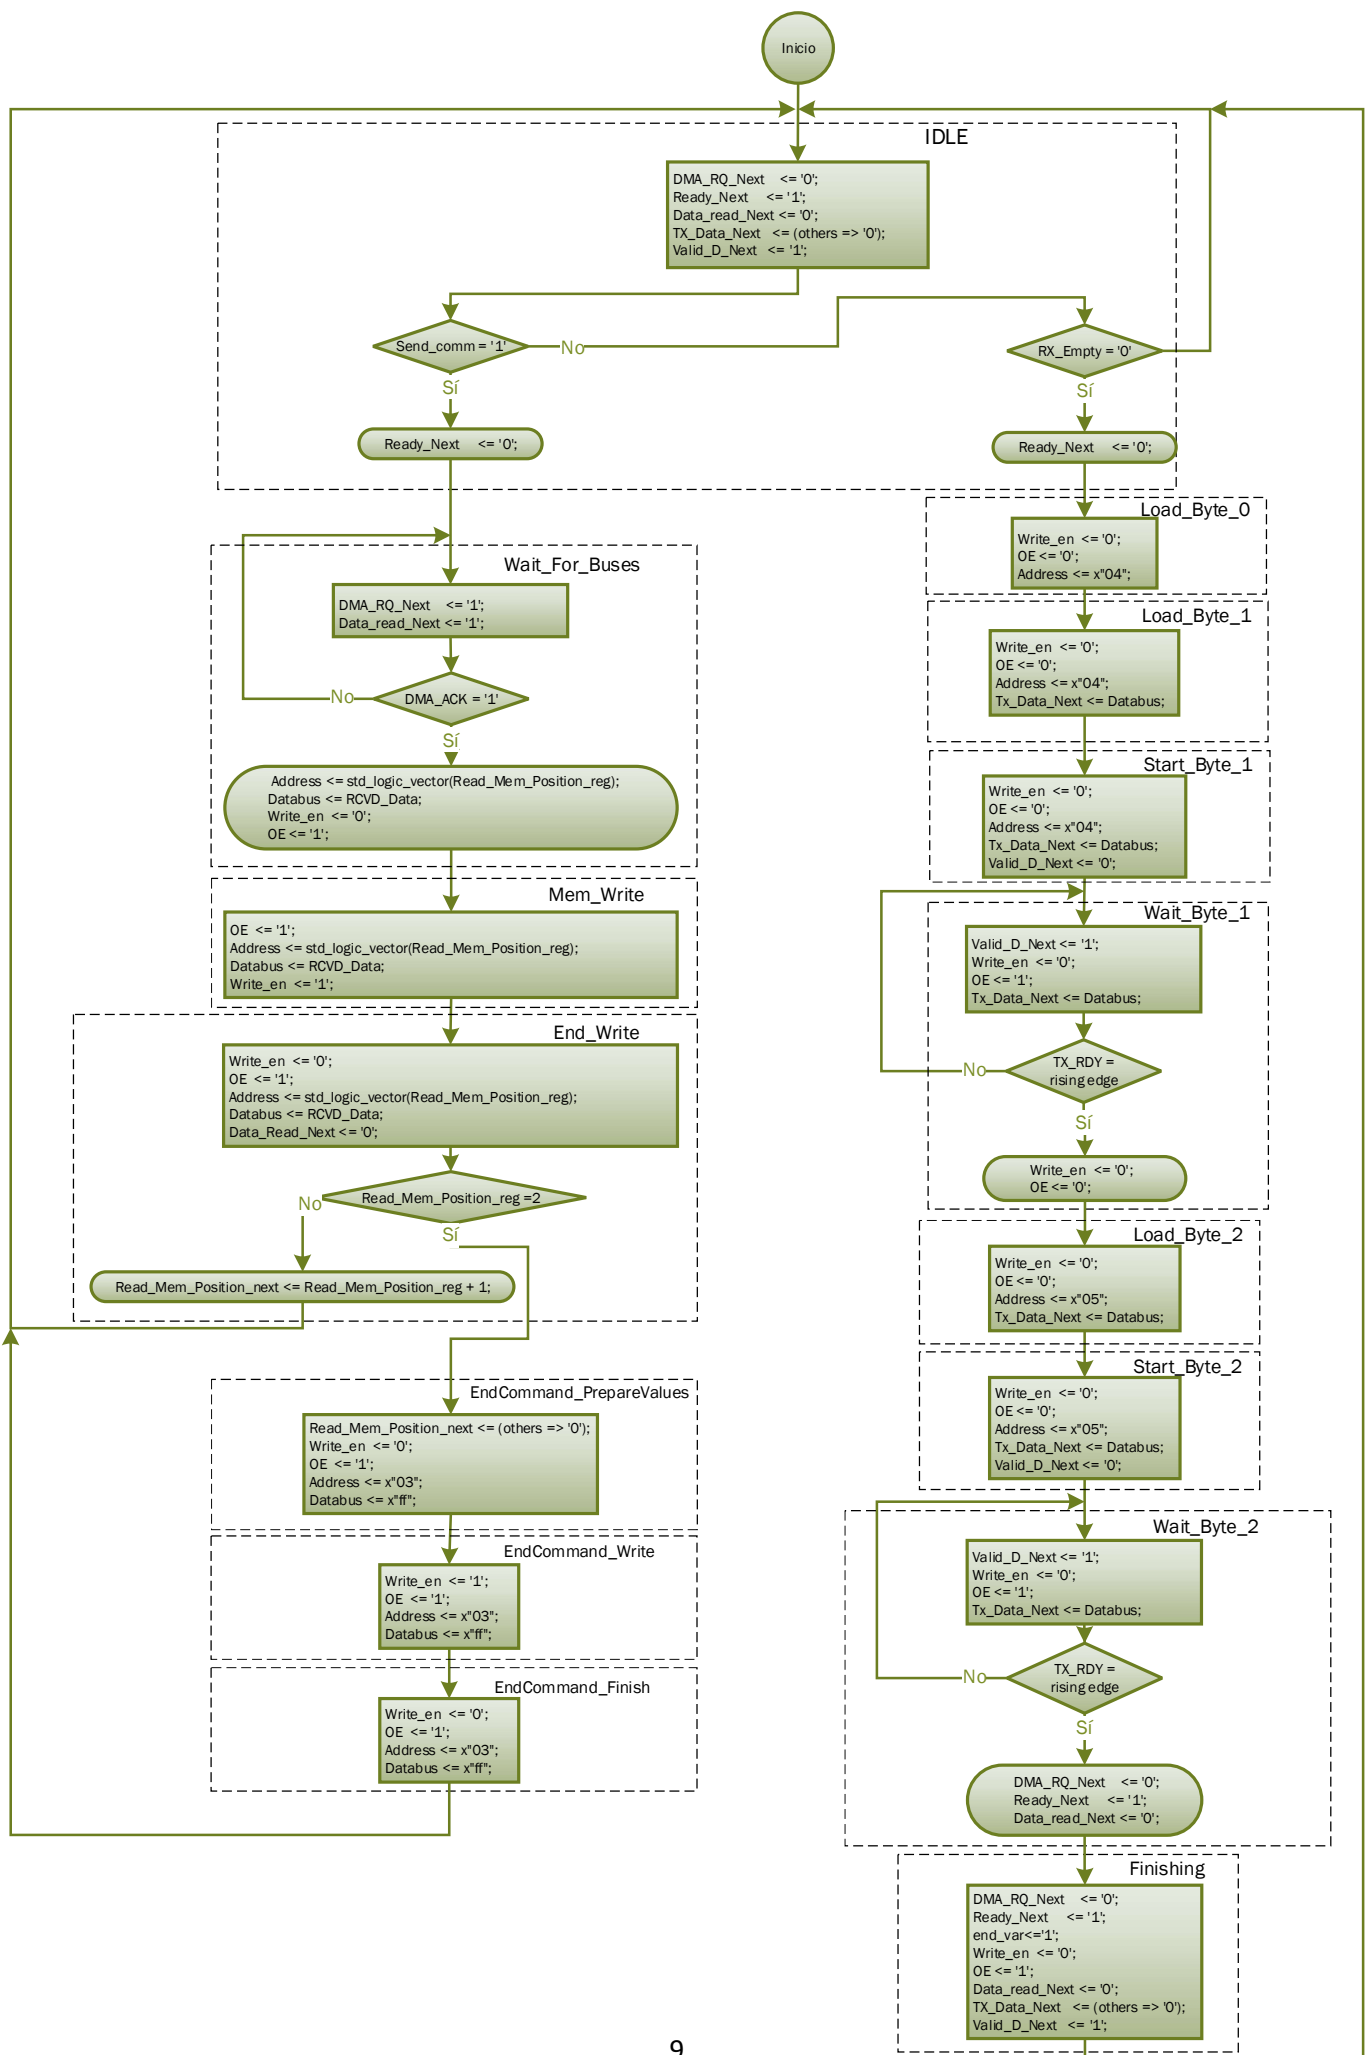 Inicio
IDLE
DMA_RQ_Next <= '0';
Ready_Next <= '1';
Data_read_Next <= '0';
TX_Data_Next <= (others => '0');
Valid_D_Next <= '1';
Send_comm = '1'
No
Sí
Ready_Next <= '0';
RX_Empty = '0'
Sí
Ready_Next <= '0';
Wait_For_Buses
DMA_RQ_Next <= '1';
Data_read_Next <= '1';
DMA_ACK = '1'
No
Sí
Address <= std_logic_vector(Read_Mem_Position_reg);
Databus <= RCVD_Data;
Write_en <= '0';
OE <= '1';
Mem_Write
OE <= '1';
Address <= std_logic_vector(Read_Mem_Position_reg);
Databus <= RCVD_Data;
Write_en <= '1';
End_Write
Write_en <= '0';
OE <= '1';
Address <= std_logic_vector(Read_Mem_Position_reg);
Databus <= RCVD_Data;
Data_Read_Next <= '0';
Read_Mem_Position_reg =2
No
Sí
Read_Mem_Position_next <= Read_Mem_Position_reg + 1;
EndCommand_PrepareValues
Read_Mem_Position_next <= (others => '0');
Write_en <= '0';
OE <= '1';
Address <= x"03";
Databus <= x"ff";
EndCommand_Write
Write_en <= '1';
OE <= '1';
Address <= x"03";
Databus <= x"ff";
EndCommand_Finish
Write_en <= '0';
OE <= '1';
Address <= x"03";
Databus <= x"ff";
Load_Byte_0
Write_en <= '0';
OE <= '0';
Address <= x"04";
Load_Byte_1
Write_en <= '0';
OE <= '0';
Address <= x"04";
Tx_Data_Next <= Databus;
Start_Byte_1
Write_en <= '0';
OE <= '0';
Address <= x"04";
Tx_Data_Next <= Databus;
Valid_D_Next <= '0';
Wait_Byte_1
Valid_D_Next <= '1';
Write_en <= '0';
OE <= '1';
Tx_Data_Next <= Databus;
TX_RDY =
rising edge
No
Sí
Write_en <= '0';
OE <= '0';
Load_Byte_2
Write_en <= '0';
OE <= '0';
Address <= x"05";
Tx_Data_Next <= Databus;
Start_Byte_2
Write_en <= '0';
OE <= '0';
Address <= x"05";
Tx_Data_Next <= Databus;
Valid_D_Next <= '0';
Wait_Byte_2
Valid_D_Next <= '1';
Write_en <= '0';
OE <= '1';
Tx_Data_Next <= Databus;
TX_RDY =
rising edge
No
Sí
DMA_RQ_Next <= '0';
Ready_Next <= '1';
Data_read_Next <= '0';
Finishing
DMA_RQ_Next <= '0';
Ready_Next <= '1';
end_var<='1';
Write_en <= '0';
OE <= '1';
Data_read_Next <= '0';
TX_Data_Next <= (others => '0');
Valid_D_Next <= '1';
9